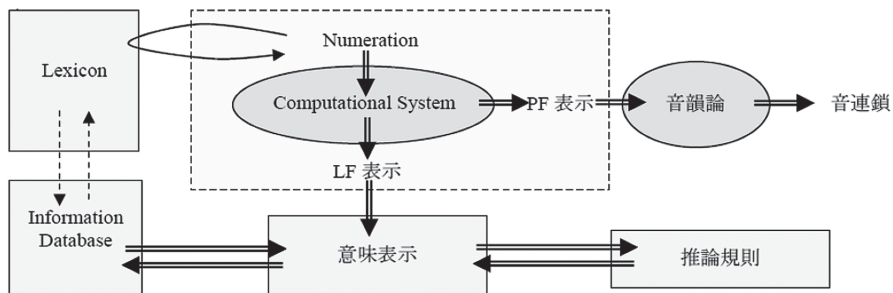 Numeration
Lexicon
Computational System
PF 表示
音韻論
音連鎖
LF 表示
Information
Database
意味表示
推論規則